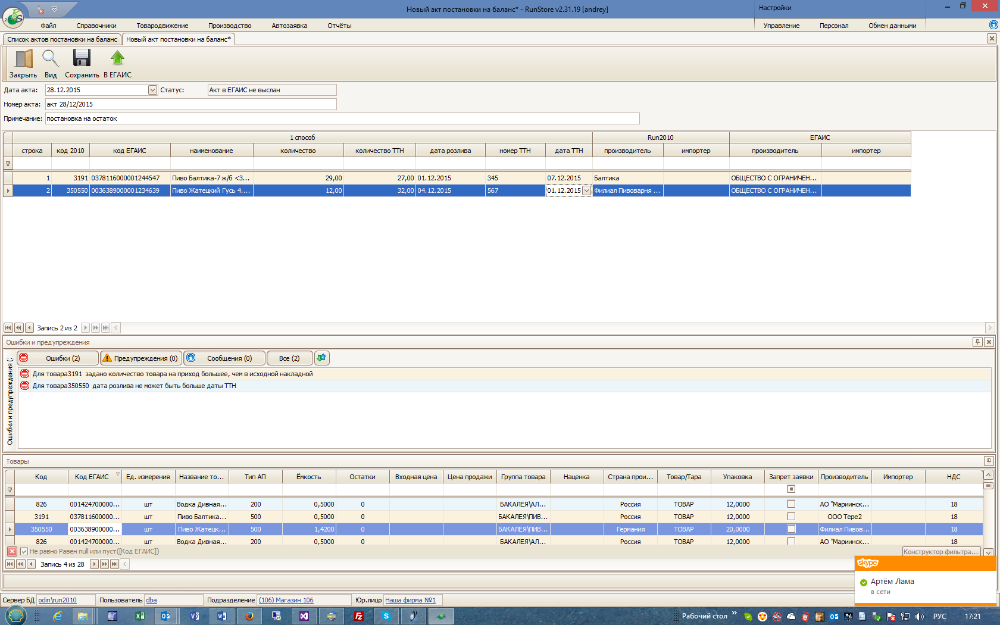 Новый акт постановки на баланс* - RunStore v2.31.19 [andrey]
Настройки
Файл Справочники Товародвижение Производство Автозаявка Отчёты Управление Персонал Обмен данными
Список актов постановки на баланс Новый акт постановки на баланс*
Закрыть Вид Сохранить В ЕГАИС
Дата акта: 28.12.2015 Статус: Акт в ЕГАИС не выслан
Номер акта: акт 28/12/2015
Примечание: постановка на остаток
1 способ Run2010 ЕГАИС
строка код 2010 код ЕГАИС наименование количество количество ТТН дата розлива номер ТТН дата ТТН производитель импортер производитель импортер
1 3191 0378116000001244547 Пиво Балтика-7 ж/б <3... 29,00 27,00 01.12.2015 345 07.12.2015 Балтика ОБЩЕСТВО С ОГРАНИЧЕН...
2 350550 0036389000001234639 Пиво Жатецкий Гусь 4.... 12,00 32,00 04.12.2015 567 01.12.2015 Филиал Пивоварня ... ОБЩЕСТВО С ОГРАНИЧЕН...
Запись 2 из 2
Ошибки и предупреждения
Ошибки и предупреждения (:
Ошибки (2) Предупреждения (0) Сообщения (0) Все (2)
Для товара3191 задано количество товара на приход большее, чем в исходной накладной
Для товара350550 дата розлива не может быть больше даты ТТН
Товары
Код Код ЕГАИС Ед. измерения Название то... Тип АП Ёмкость Остатки Входная цена Цена продажи Группа товара Наценка Страна прои... Товар/Тара Упаковка Запрет заявки Производитель Импортер НДС
826 001424700000... шт Водка Дивная... 200 0,5000 0 БАКАЛЕЯ\АЛ... Россия ТОВАР 12,0000 АО "Мариинск... 18
3191 037811600000... шт Пиво Балтика... 500 0,5000 0 БАКАЛЕЯ\ПИВ... Россия ТОВАР 12,0000 ООО Тере2 18
350550 003638900000... шт Пиво Жатецк... 500 1,4200 0 БАКАЛЕЯ\ПИВ... Германия ТОВАР 20,0000 Филиал Пивов... 18
826 001424700000... шт Водка Дивная... 200 0,5000 0 БАКАЛЕЯ\АЛ... Россия ТОВАР 12,0000 АО "Мариинск... 18
Не равно Равен null или пуст([Код ЕГАИС]) Конструктор фильтра...
Запись 4 из 28
skype
Артём Лама
в сети
Сервер БД odin\run2010 Пользователь dba Подразделение (106) Магазин 106 Юр.лицо Наша фирма №1
Рабочий стол РУС 17:21